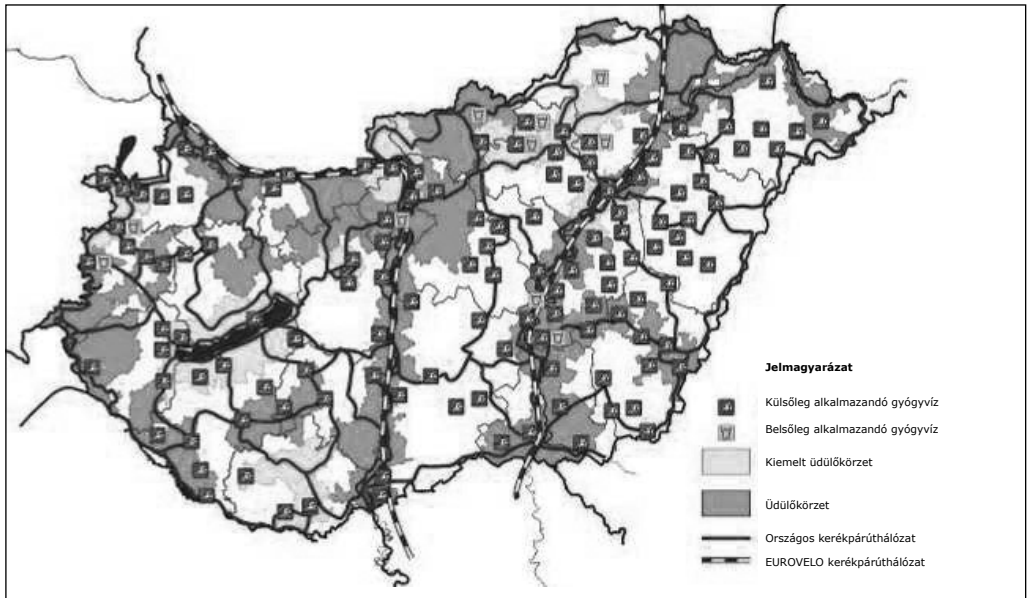 Jelmagyarázat
Külsőleg alkalmazandó gyógyvíz
Belsőleg alkalmazandó gyógyvíz
Kiemelt üdülőkörzet
Üdülőkörzet
Országos kerékpárúthálózat
EUROVELO kerékpárúthálózat